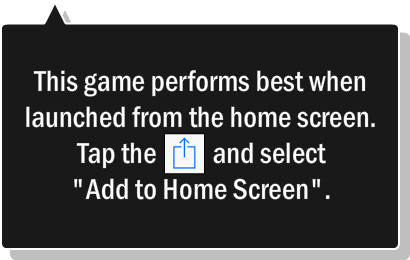 This game performs best when
launched from the home screen.
Tap the and select
"Add to Home Screen".